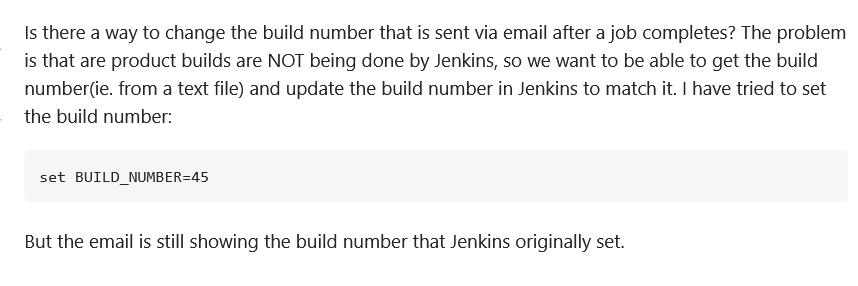 Is there a way to change the build number that is sent via email after a job completes? The problem
is that are product builds are NOT being done by Jenkins, so we want to be able to get the build
number(ie. from a text file) and update the build number in Jenkins to match it. I have tried to set
the build number:
set BUILD_NUMBER=45
But the email is still showing the build number that Jenkins originally set.